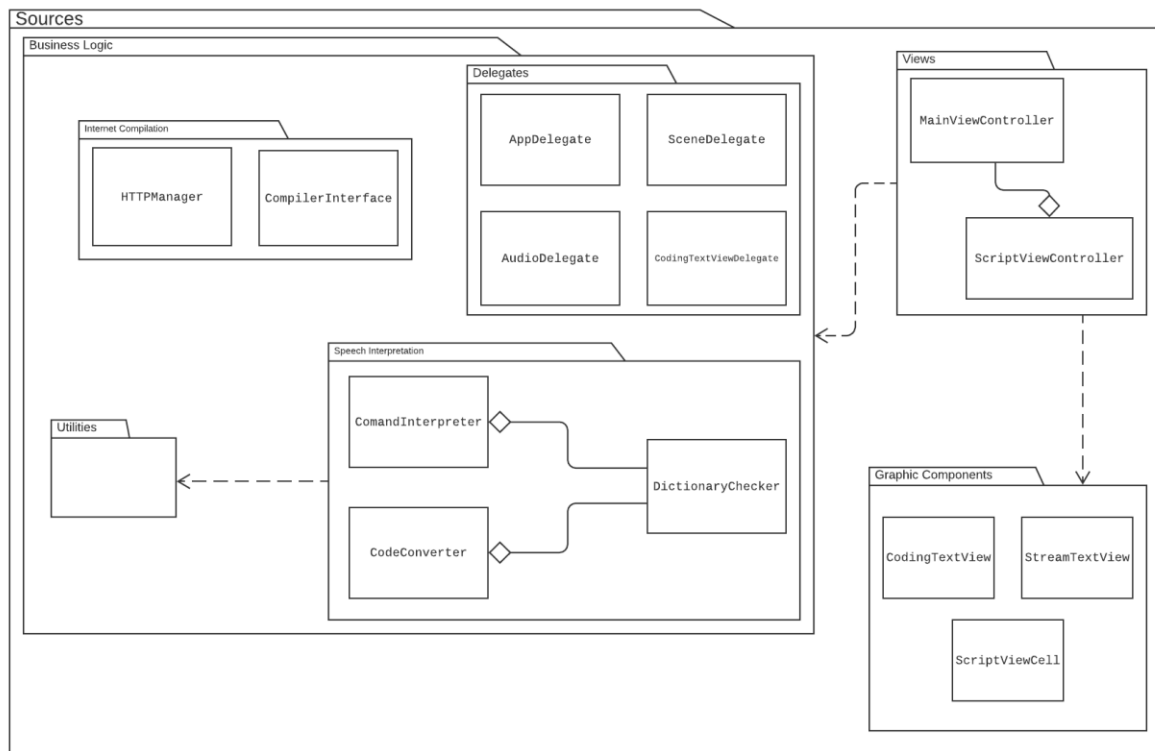 Sources
Business Logic
Views
Delegates
MainViewController
AppDelegate
SceneDelegate
Internet Compilation
HTTPManager
CompilerInterface
AudioDelegate
CodingTextViewDelegate
ScriptViewController
Speech Interpretation
ComandInterpreter
Utilities
DictionaryChecker
CodeConverter
Graphic Components
CodingTextView
StreamTextView
ScriptViewCell